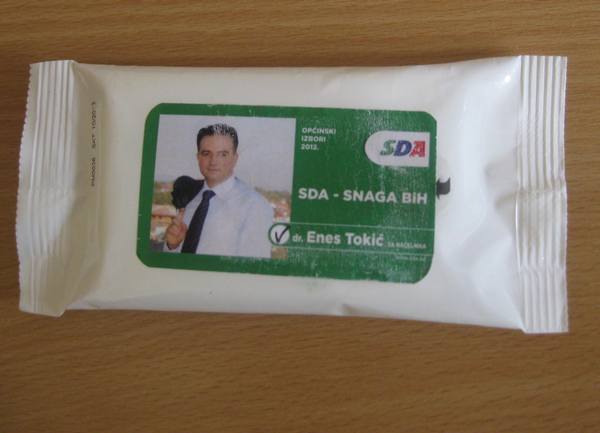 OPĆINSKI
IZBORI
2012.
SDA
SDA - SNAGA BiH
dr. Enes Tokić ZA NAČELNIKA